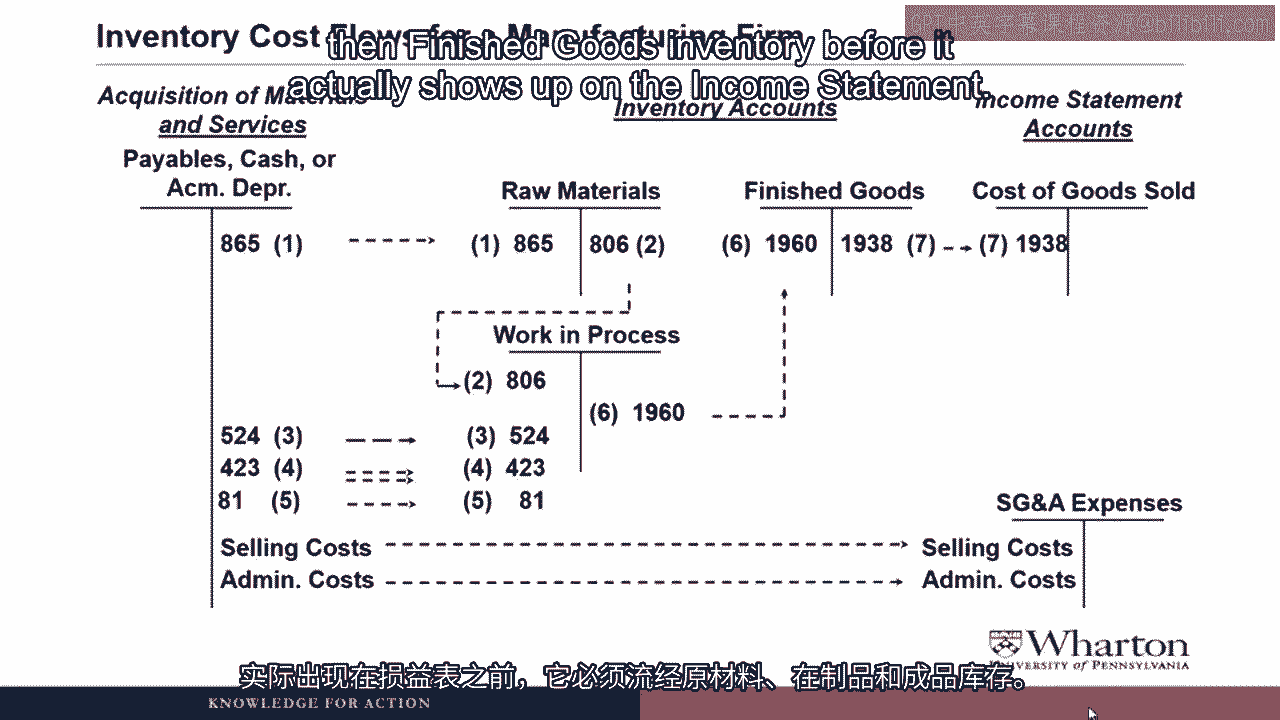 Inventory Cost Flows for a Manufacturing Firm
then Finished Goods inventory before it
actually shows up on the Income Statement.
Acquisition of Materials
and Services
Inventory Accounts
Income Statement
Accounts
Payables, Cash, or
Acm. Depr.
Raw Materials
Finished Goods
Cost of Goods Sold
865 (1)
(1) 865
806 (2)
(6) 1960
1938 (7)
(7) 1938
Work in Process
(2) 806
(6) 1960
524 (3)
(3) 524
423 (4)
(4) 423
81 (5)
(5) 81
SG&A Expenses
Selling Costs
Selling Costs
Admin. Costs
Admin. Costs
Wharton
UNIVERSITY of PENNSYLVANIA
实际出现在损益表之前，它必须流经原材料、在制品和成品库存。
KNOWLEDGE FOR ACTION